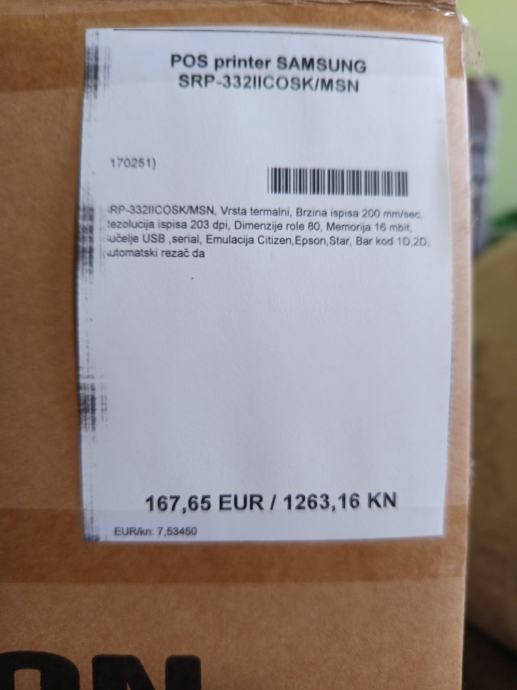 POS printer SAMSUNG
SRP-332IICOSK/MSN
170251)
RP-332IICOSK/MSN, Vrsta termalni, Brzina ispisa 200 mm/sec,
ezolucija ispisa 203 dpi, Dimenzije role 80, Memorija 16 mbit,
učelje USB ,serial, Emulacija Citizen,Epson,Star, Bar kod 1D,2D,
utomatski rezač da
167,65 EUR / 1263,16 KN
EUR/kn: 7,53450
ON